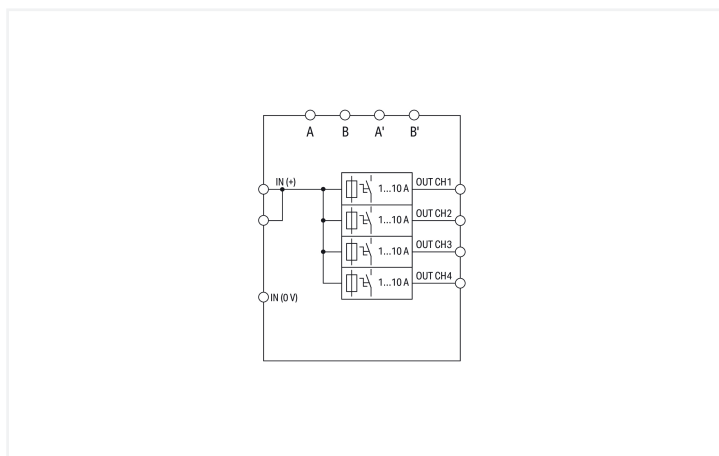 A B A' B'
IN (+) 1...10 A OUT CH1
1...10 A OUT CH2
1...10 A OUT CH3
1...10 A OUT CH4
IN (0 V)